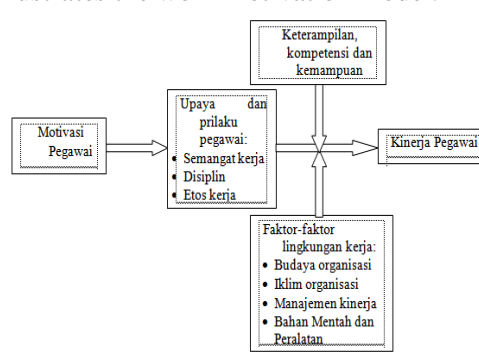 Keterampilan,
kompetensi dan
kemampuan
Upaya dan
prilaku
pegawai:
• Semangat kerja
• Disiplin
• Etos kerja
Motivasi
Pegawai
Kinerja Pegawai
Faktor-faktor
lingkungan kerja:
• Budaya organisasi
• Iklim organisasi
• Manajemen kinerja
• Bahan Mentah dan
Peralatan